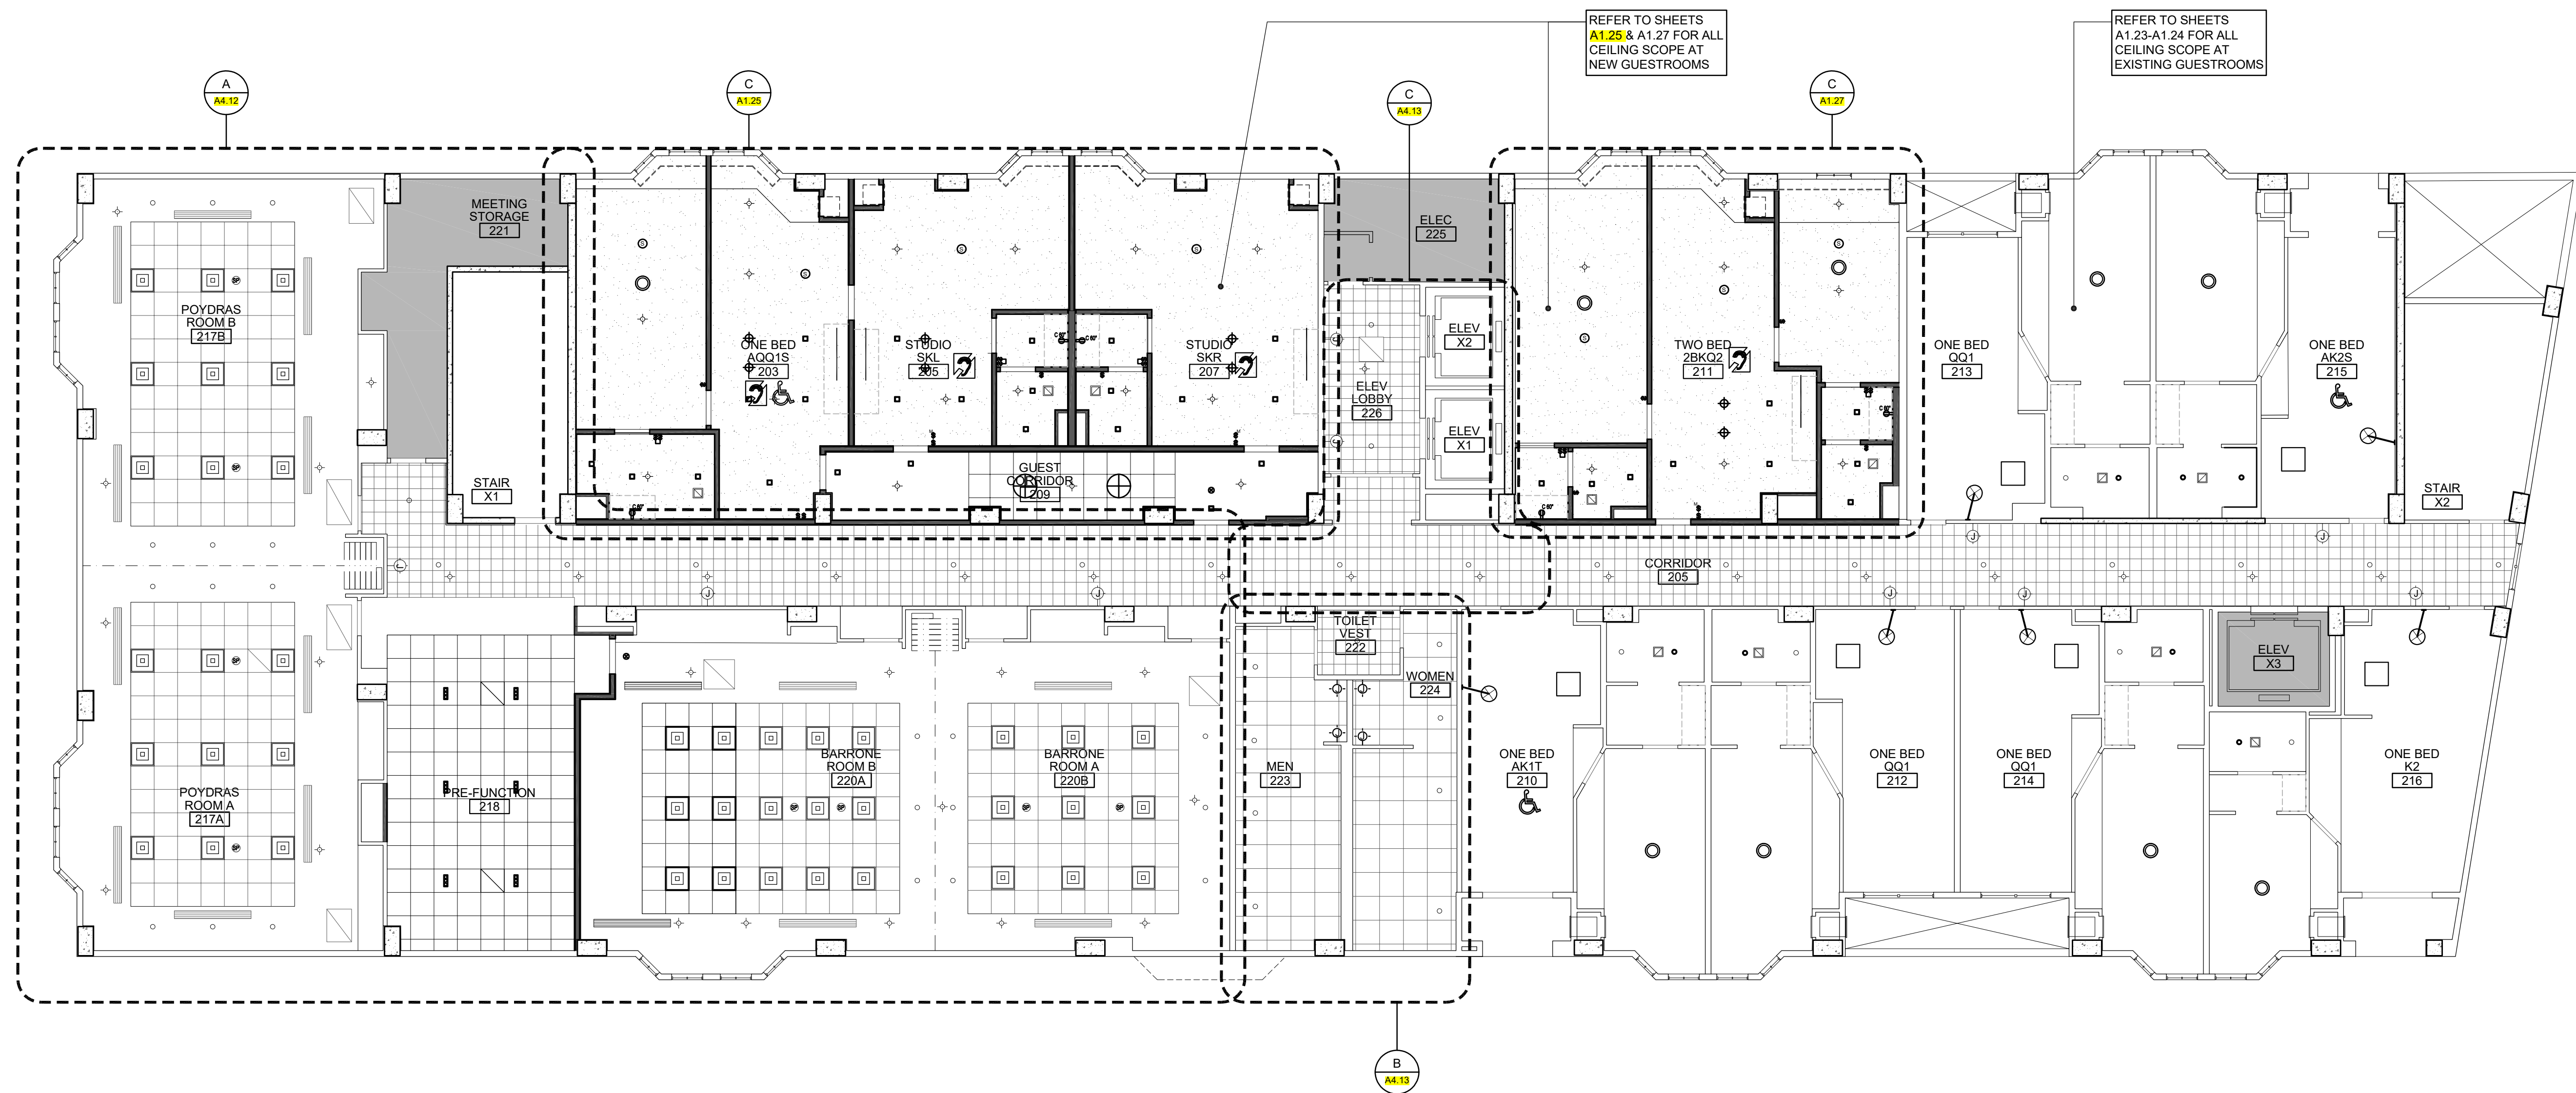 REFER TO SHEETS
A1.25 & A1.27 FOR ALL
CEILING SCOPE AT
NEW GUESTROOMS
REFER TO SHEETS
A1.23-A1.24 FOR ALL
CEILING SCOPE AT
EXISTING GUESTROOMS
A
A4.12
C
A1.25
C
A4.13
C
A1.27
MEETING
STORAGE
221
ELEC
225
POYDRAS
ROOM B
217B
ONE BED
AQQ1S
203
STUDIO
SKL
205
STUDIO
SKR
207
ELEV
X2
ELEV
LOBBY
226
ELEV
X1
TWO BED
2BKQ2
211
ONE BED
QQ1
213
ONE BED
AK2S
215
STAIR
X1
GUEST
CORRIDOR
209
STAIR
X2
CORRIDOR
205
TOILET
VEST
222
WOMEN
224
ELEV
X3
POYDRAS
ROOM A
217A
PRE-FUNCTION
218
BARRONE
ROOM B
220A
BARRONE
ROOM A
220B
MEN
223
ONE BED
AK1T
210
ONE BED
QQ1
212
ONE BED
QQ1
214
ONE BED
K2
216
B
A4.13